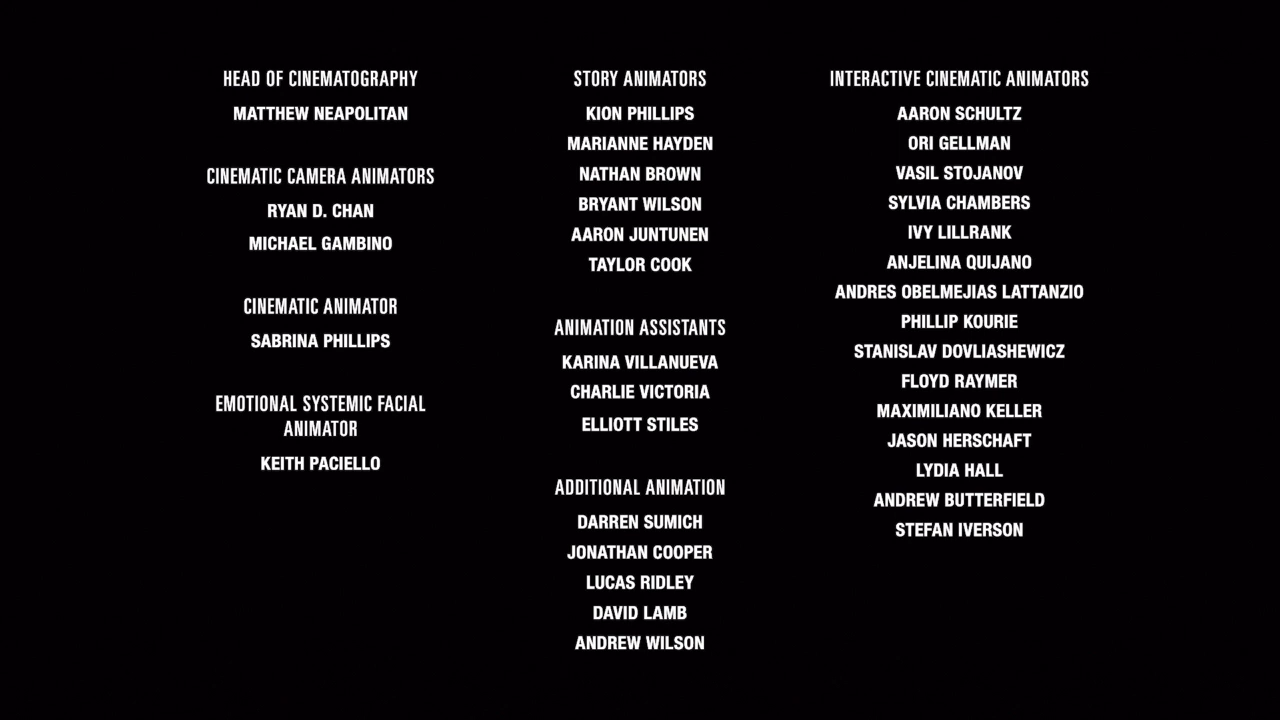 HEAD OF CINEMATOGRAPHY
MATTHEW NEAPOLITAN
CINEMATIC CAMERA ANIMATORS
RYAN D. CHAN
MICHAEL GAMBINO
CINEMATIC ANIMATOR
SABRINA PHILLIPS
EMOTIONAL SYSTEMIC FACIAL
ANIMATOR
KEITH PACIELLO
STORY ANIMATORS
KION PHILLIPS
MARIANNE HAYDEN
NATHAN BROWN
BRYANT WILSON
AARON JUNTUNEN
TAYLOR COOK
ANIMATION ASSISTANTS
KARINA VILLANUEVA
CHARLIE VICTORIA
ELLIOTT STILES
ADDITIONAL ANIMATION
DARREN SUMICH
JONATHAN COOPER
LUCAS RIDLEY
DAVID LAMB
ANDREW WILSON
INTERACTIVE CINEMATIC ANIMATORS
AARON SCHULTZ
ORI GELLMAN
VASIL STOJANOV
SYLVIA CHAMBERS
IVY LILLRANK
ANJELINA QUIJANO
ANDRES OBELMEJIAS LATTANZIO
PHILLIP KOURIE
STANISLAV DOVLIASHEWICZ
FLOYD RAYMER
MAXIMILIANO KELLER
JASON HERSCHAFT
LYDIA HALL
ANDREW BUTTERFIELD
STEFAN IVERSON